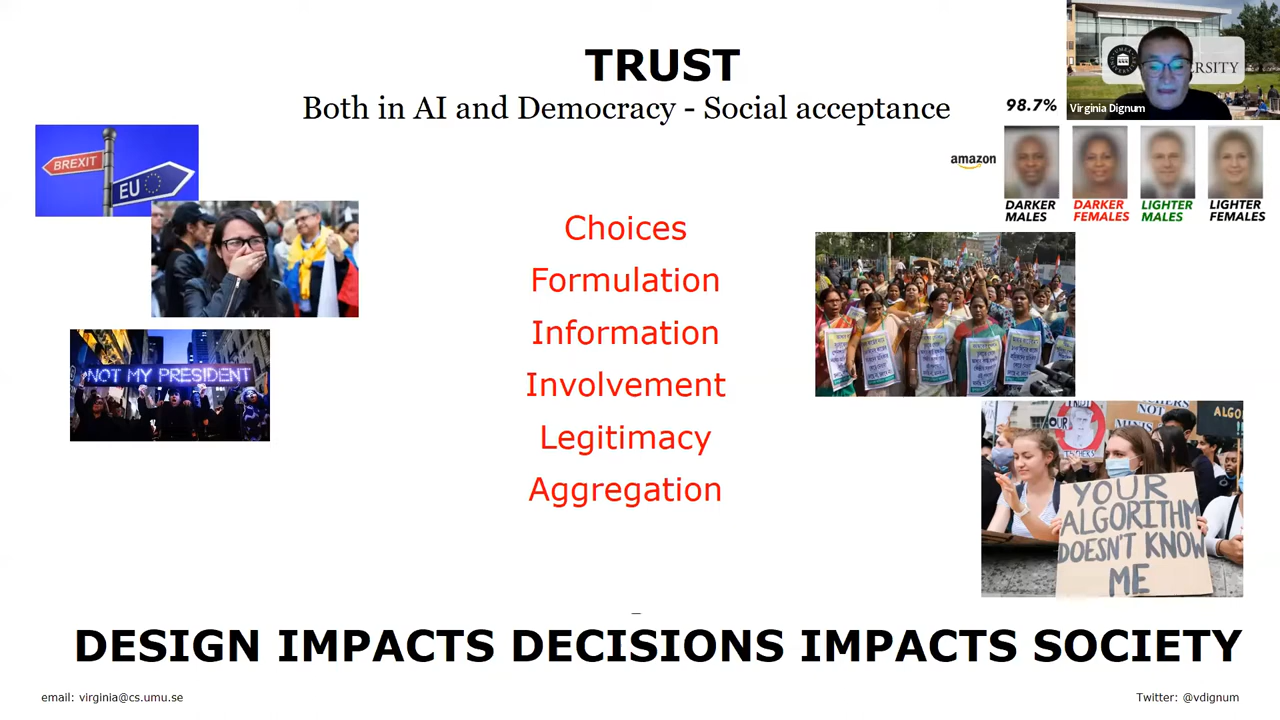 TRUST
Both in AI and Democracy - Social acceptance
98.7%
Virginia Dignum
BREXIT
EU
amazon
DARKER
MALES
DARKER
FEMALES
LIGHTER
MALES
LIGHTER
FEMALES
Choices
Formulation
Information
Involvement
Legitimacy
Aggregation
NOT MY PRESIDENT
NOT
ALGO
YOUR
ALGORITHM
DOESN'T KNOW
ME
DESIGN IMPACTS DECISIONS IMPACTS SOCIETY
email: virginia@cs.umu.se
Twitter: @vdignum